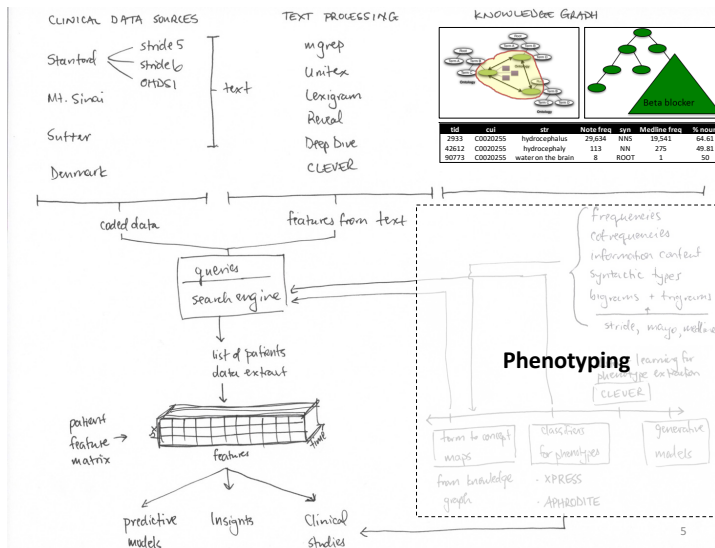 CLINICAL DATA SOURCES
Stanford
stride 5
stride 6
OMDS1
Mt. Sinai
Sutter
Denmark
text
TEXT PROCESSING
mgrep
Unitex
Lexigram
Reveal
Deep Dive
CLEVER
KNOWLEDGE GRAPH
Beta blocker
tid cui str Note freq syn Medline freq % noun
2933 C0020255 hydrocephalus 29,634 NNS 19,541 64.61
42612 C0020255 hydrocephaly 113 NN 275 49.81
90773 C0020255 water on the brain 8 ROOT 1 50
coded data
features from text
queries
search engine
list of patients
data extract
patient
feature
matrix
time
features
predictive
models
Insights
Clinical
studies
frequencies
cofrequencies
information content
syntactic types
bigrams + trigrams
stride, mayo, medline
Phenotyping
learning for
phenotype extraction
CLEVER
term to concept
maps
from knowledge
graph
classifiers
for phenotypes
· XPRESS
· APHRODITE
generative
models
5